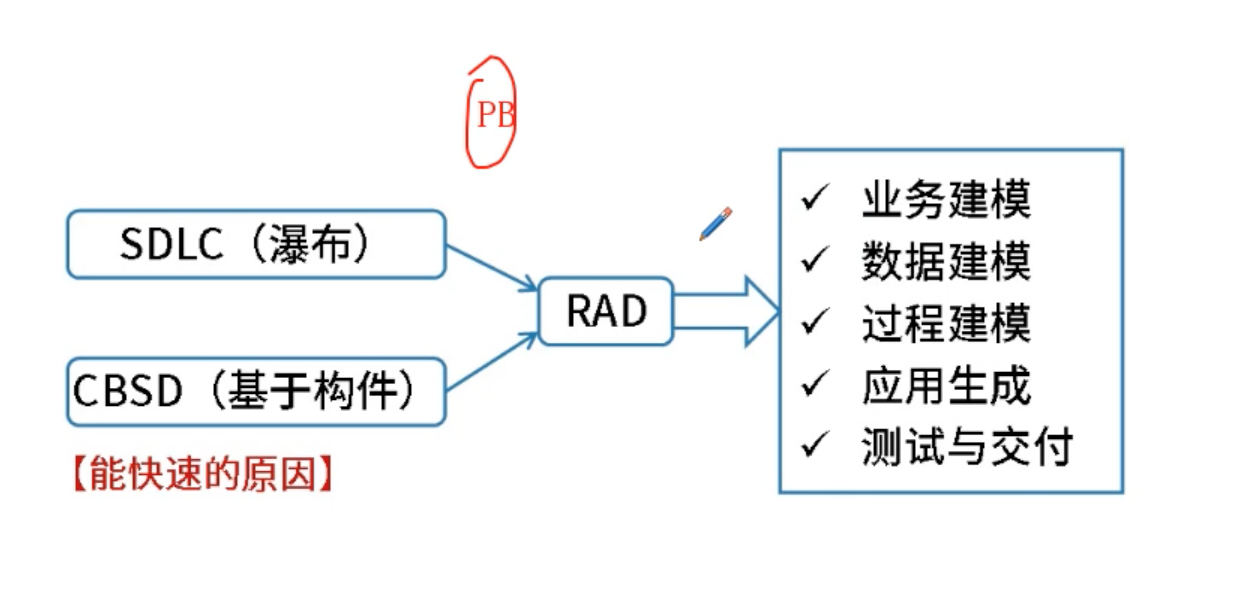 PB
SDLC（瀑布）
CBSD（基于构件）
【能快速的原因】
RAD
✓ 业务建模
✓ 数据建模
✓ 过程建模
✓ 应用生成
✓ 测试与交付